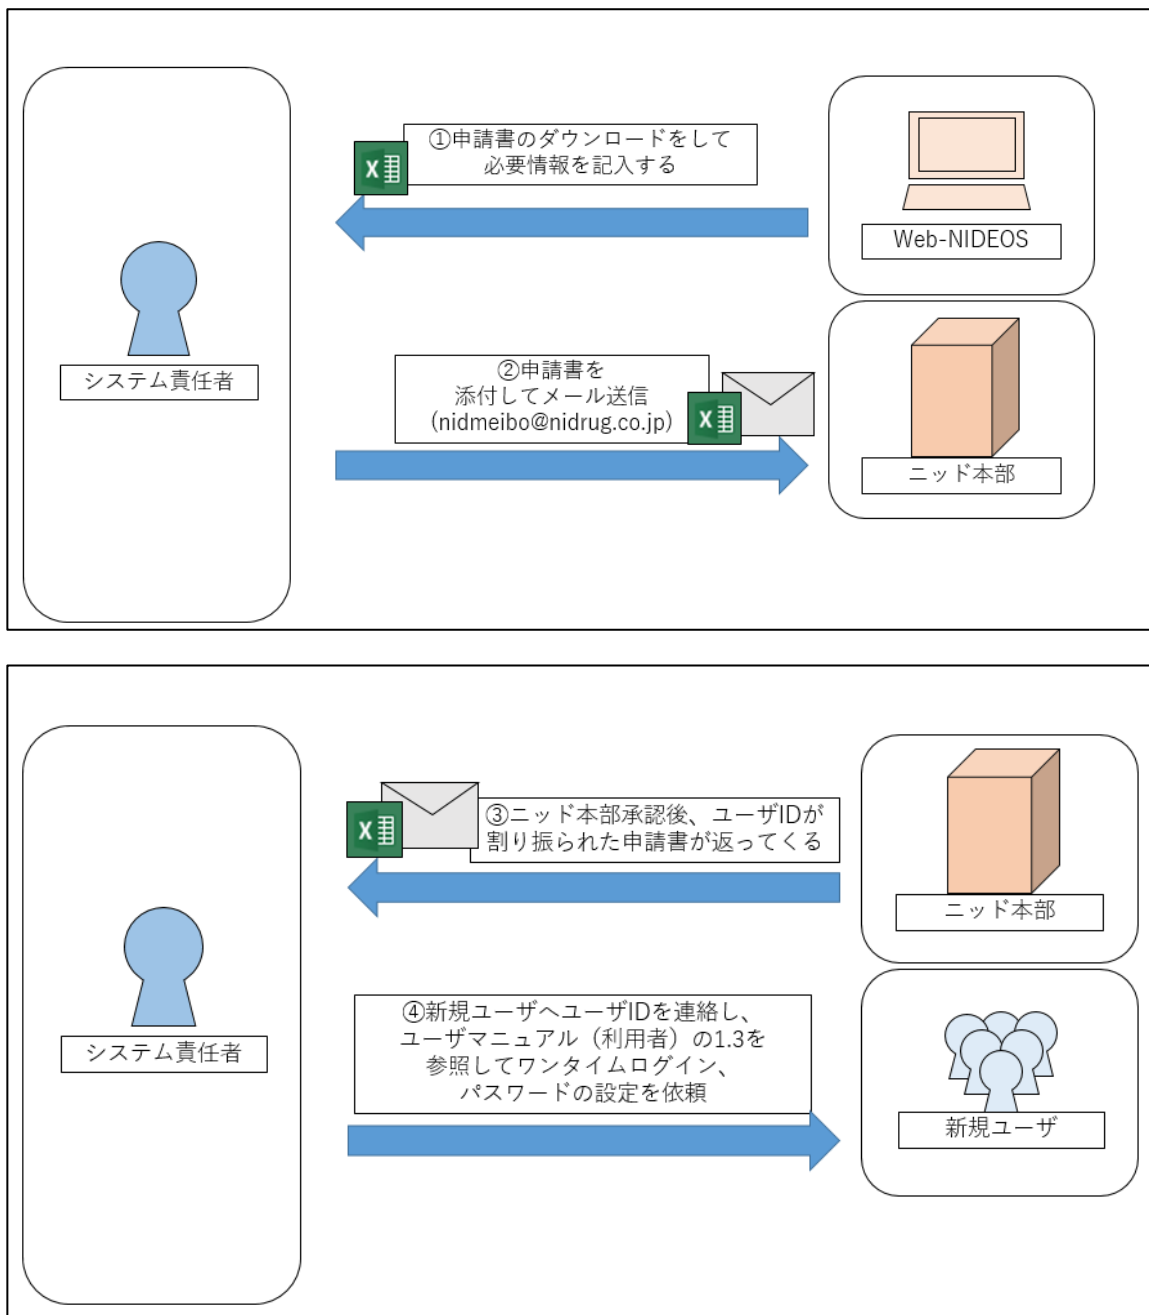 ①申請書のダウンロードをして
必要情報を記入する
X
Web-NIDEOS
システム責任者
②申請書を
添付してメール送信
(nidmeibo@nidrug.co.jp)
X
ニッド本部
③ニッド本部承認後、ユーザIDが
割り振られた申請書が返ってくる
X
ニッド本部
システム責任者
④新規ユーザへユーザIDを連絡し、
ユーザマニュアル（利用者）の1.3を
参照してワンタイムログイン、
パスワードの設定を依頼
新規ユーザ